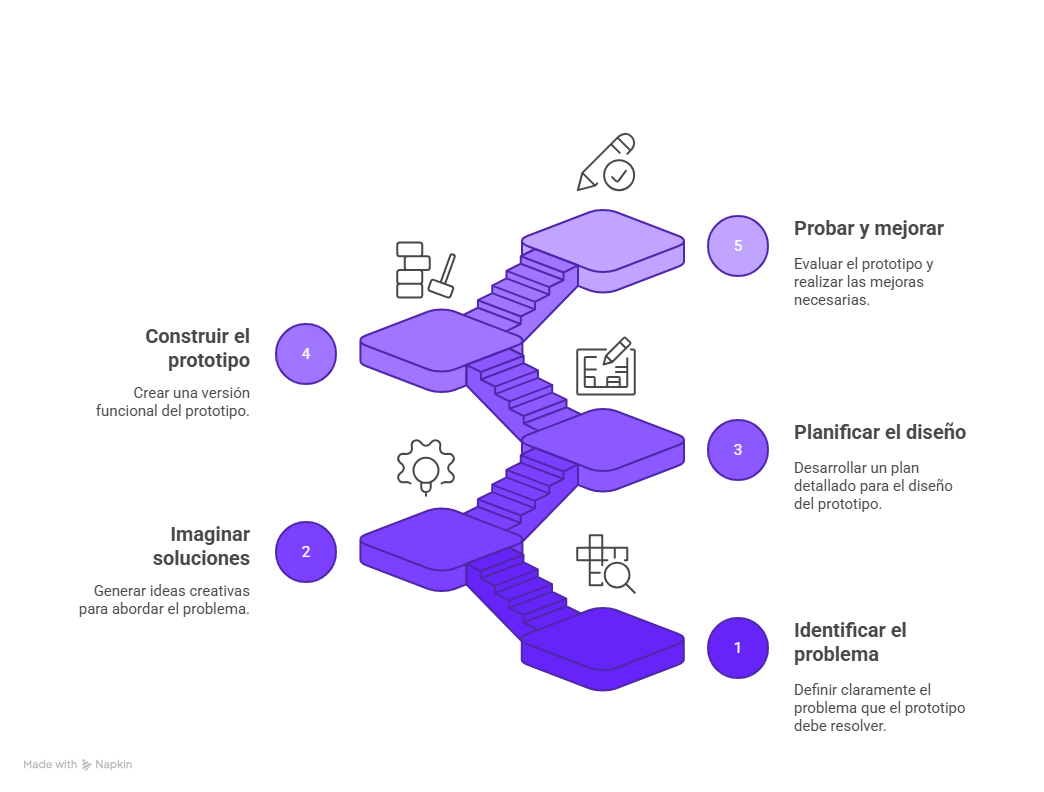 5
Probar y mejorar
Evaluar el prototipo y
realizar las mejoras
necesarias.
4
Construir el
prototipo
Crear una versión
funcional del prototipo.
3
Planificar el diseño
Desarrollar un plan
detallado para el diseño
del prototipo.
2
Imaginar
soluciones
Generar ideas creativas
para abordar el problema.
1
Identificar el
problema
Definir claramente el
problema que el prototipo
debe resolver.
Made with Napkin